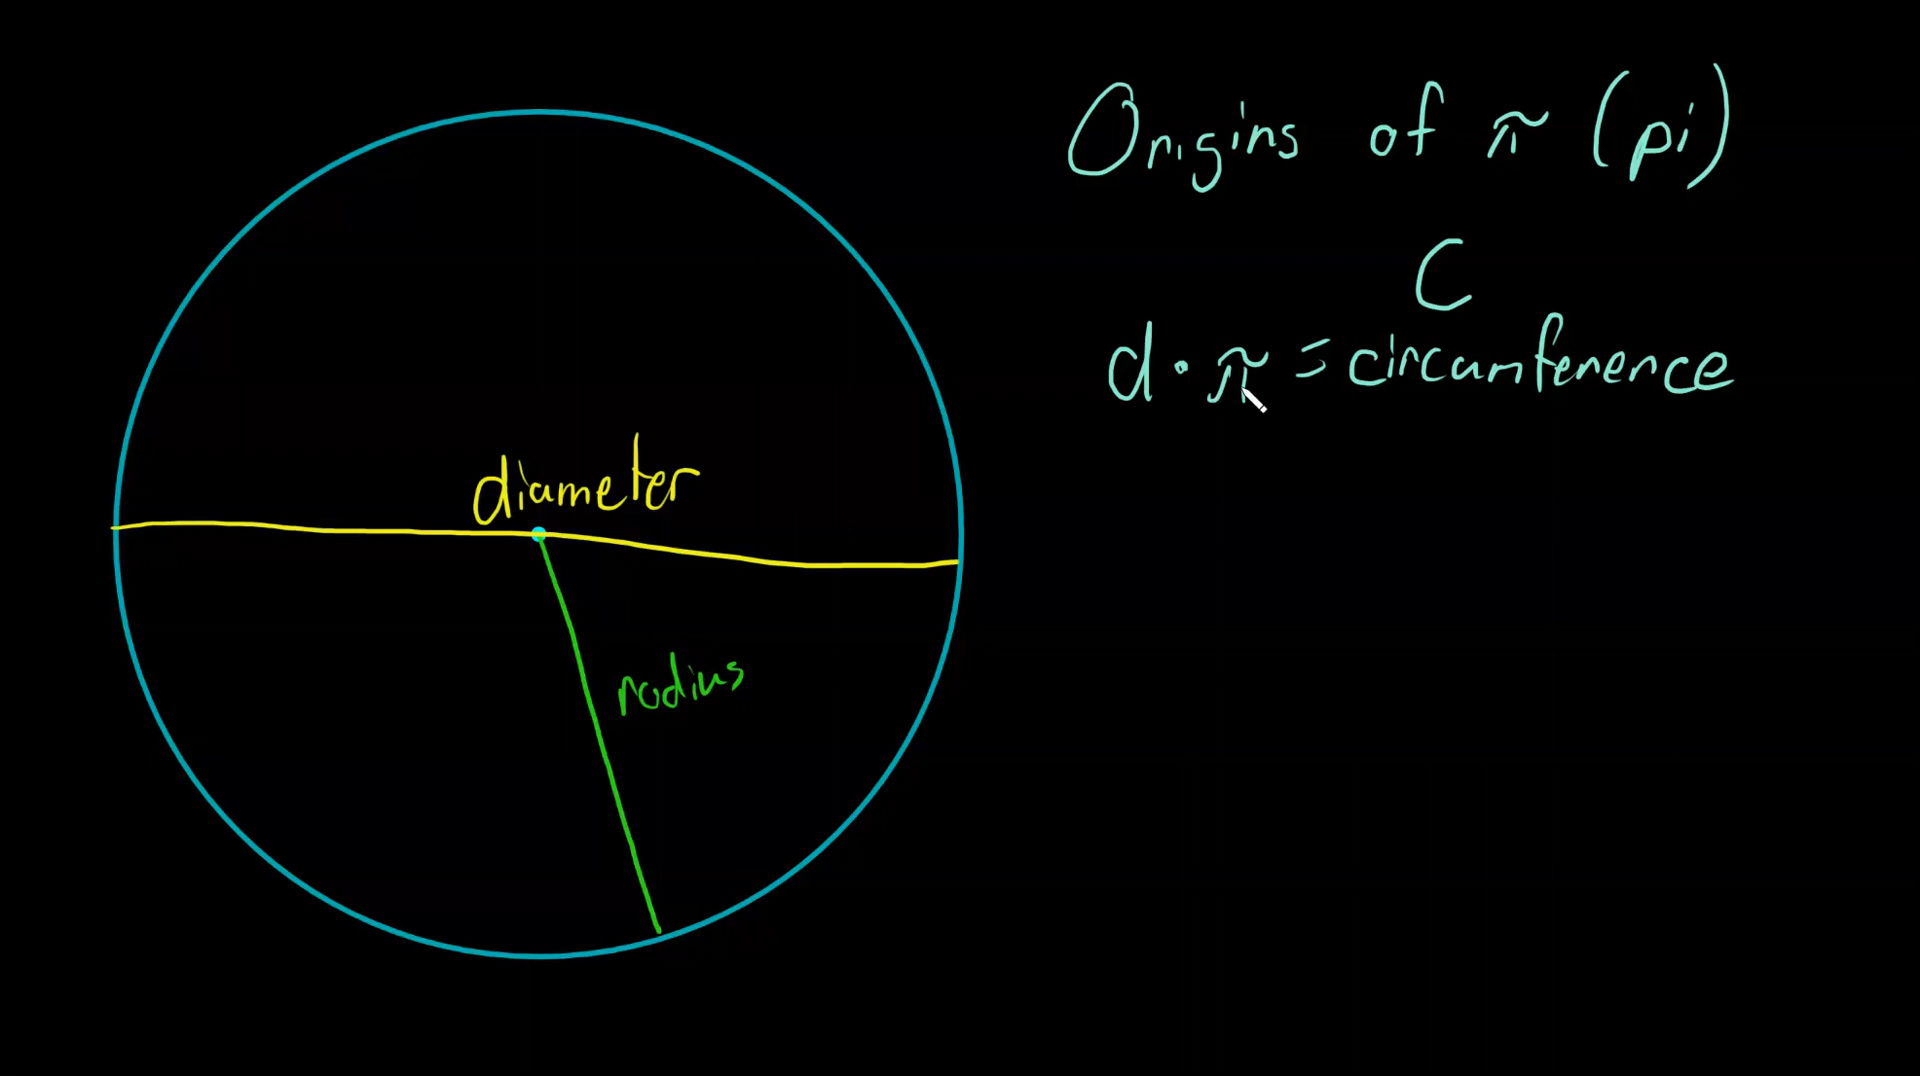 Origins of π (pi)
C
d · π = circumference
diameter
radius